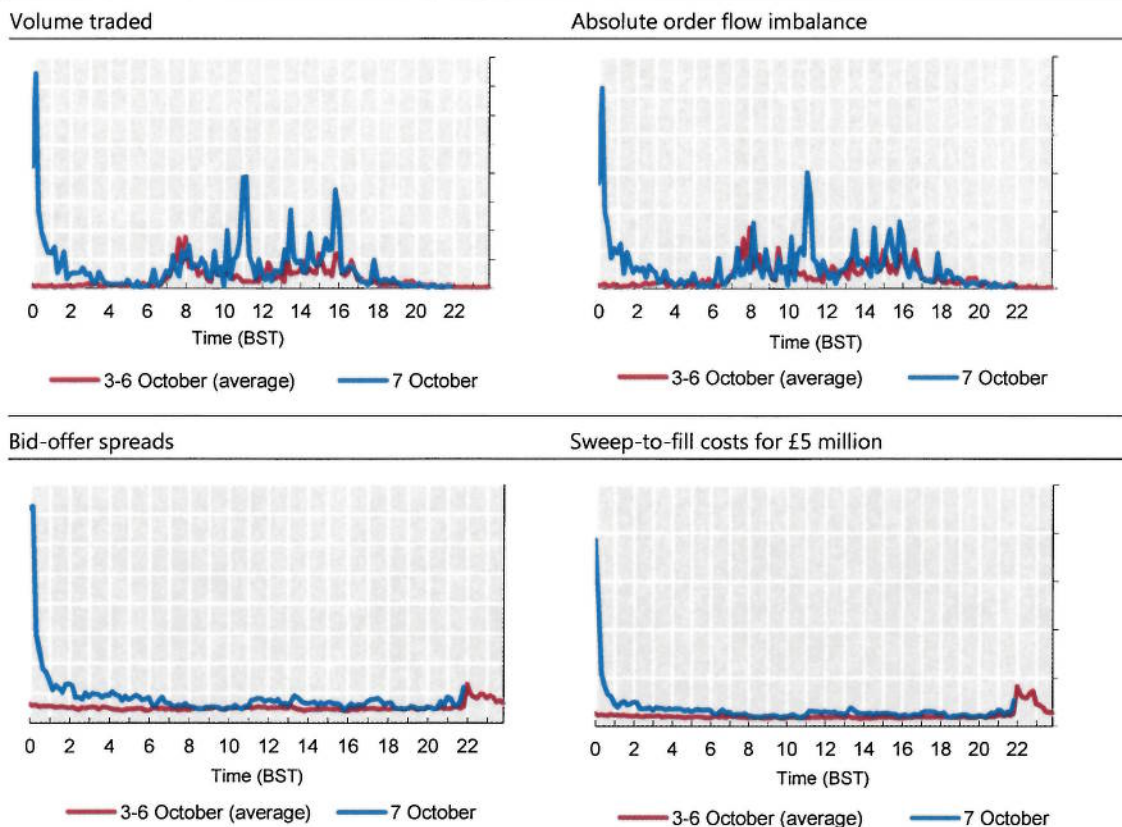 Volume traded
Absolute order flow imbalance
0 2 4 6 8 10 12 14 16 18 20 22
Time (BST)
3-6 October (average) 7 October
0 2 4 6 8 10 12 14 16 18 20 22
Time (BST)
3-6 October (average) 7 October
Bid-offer spreads
Sweep-to-fill costs for £5 million
0 2 4 6 8 10 12 14 16 18 20 22
Time (BST)
3-6 October (average) 7 October
0 2 4 6 8 10 12 14 16 18 20 22
Time (BST)
3-6 October (average) 7 October